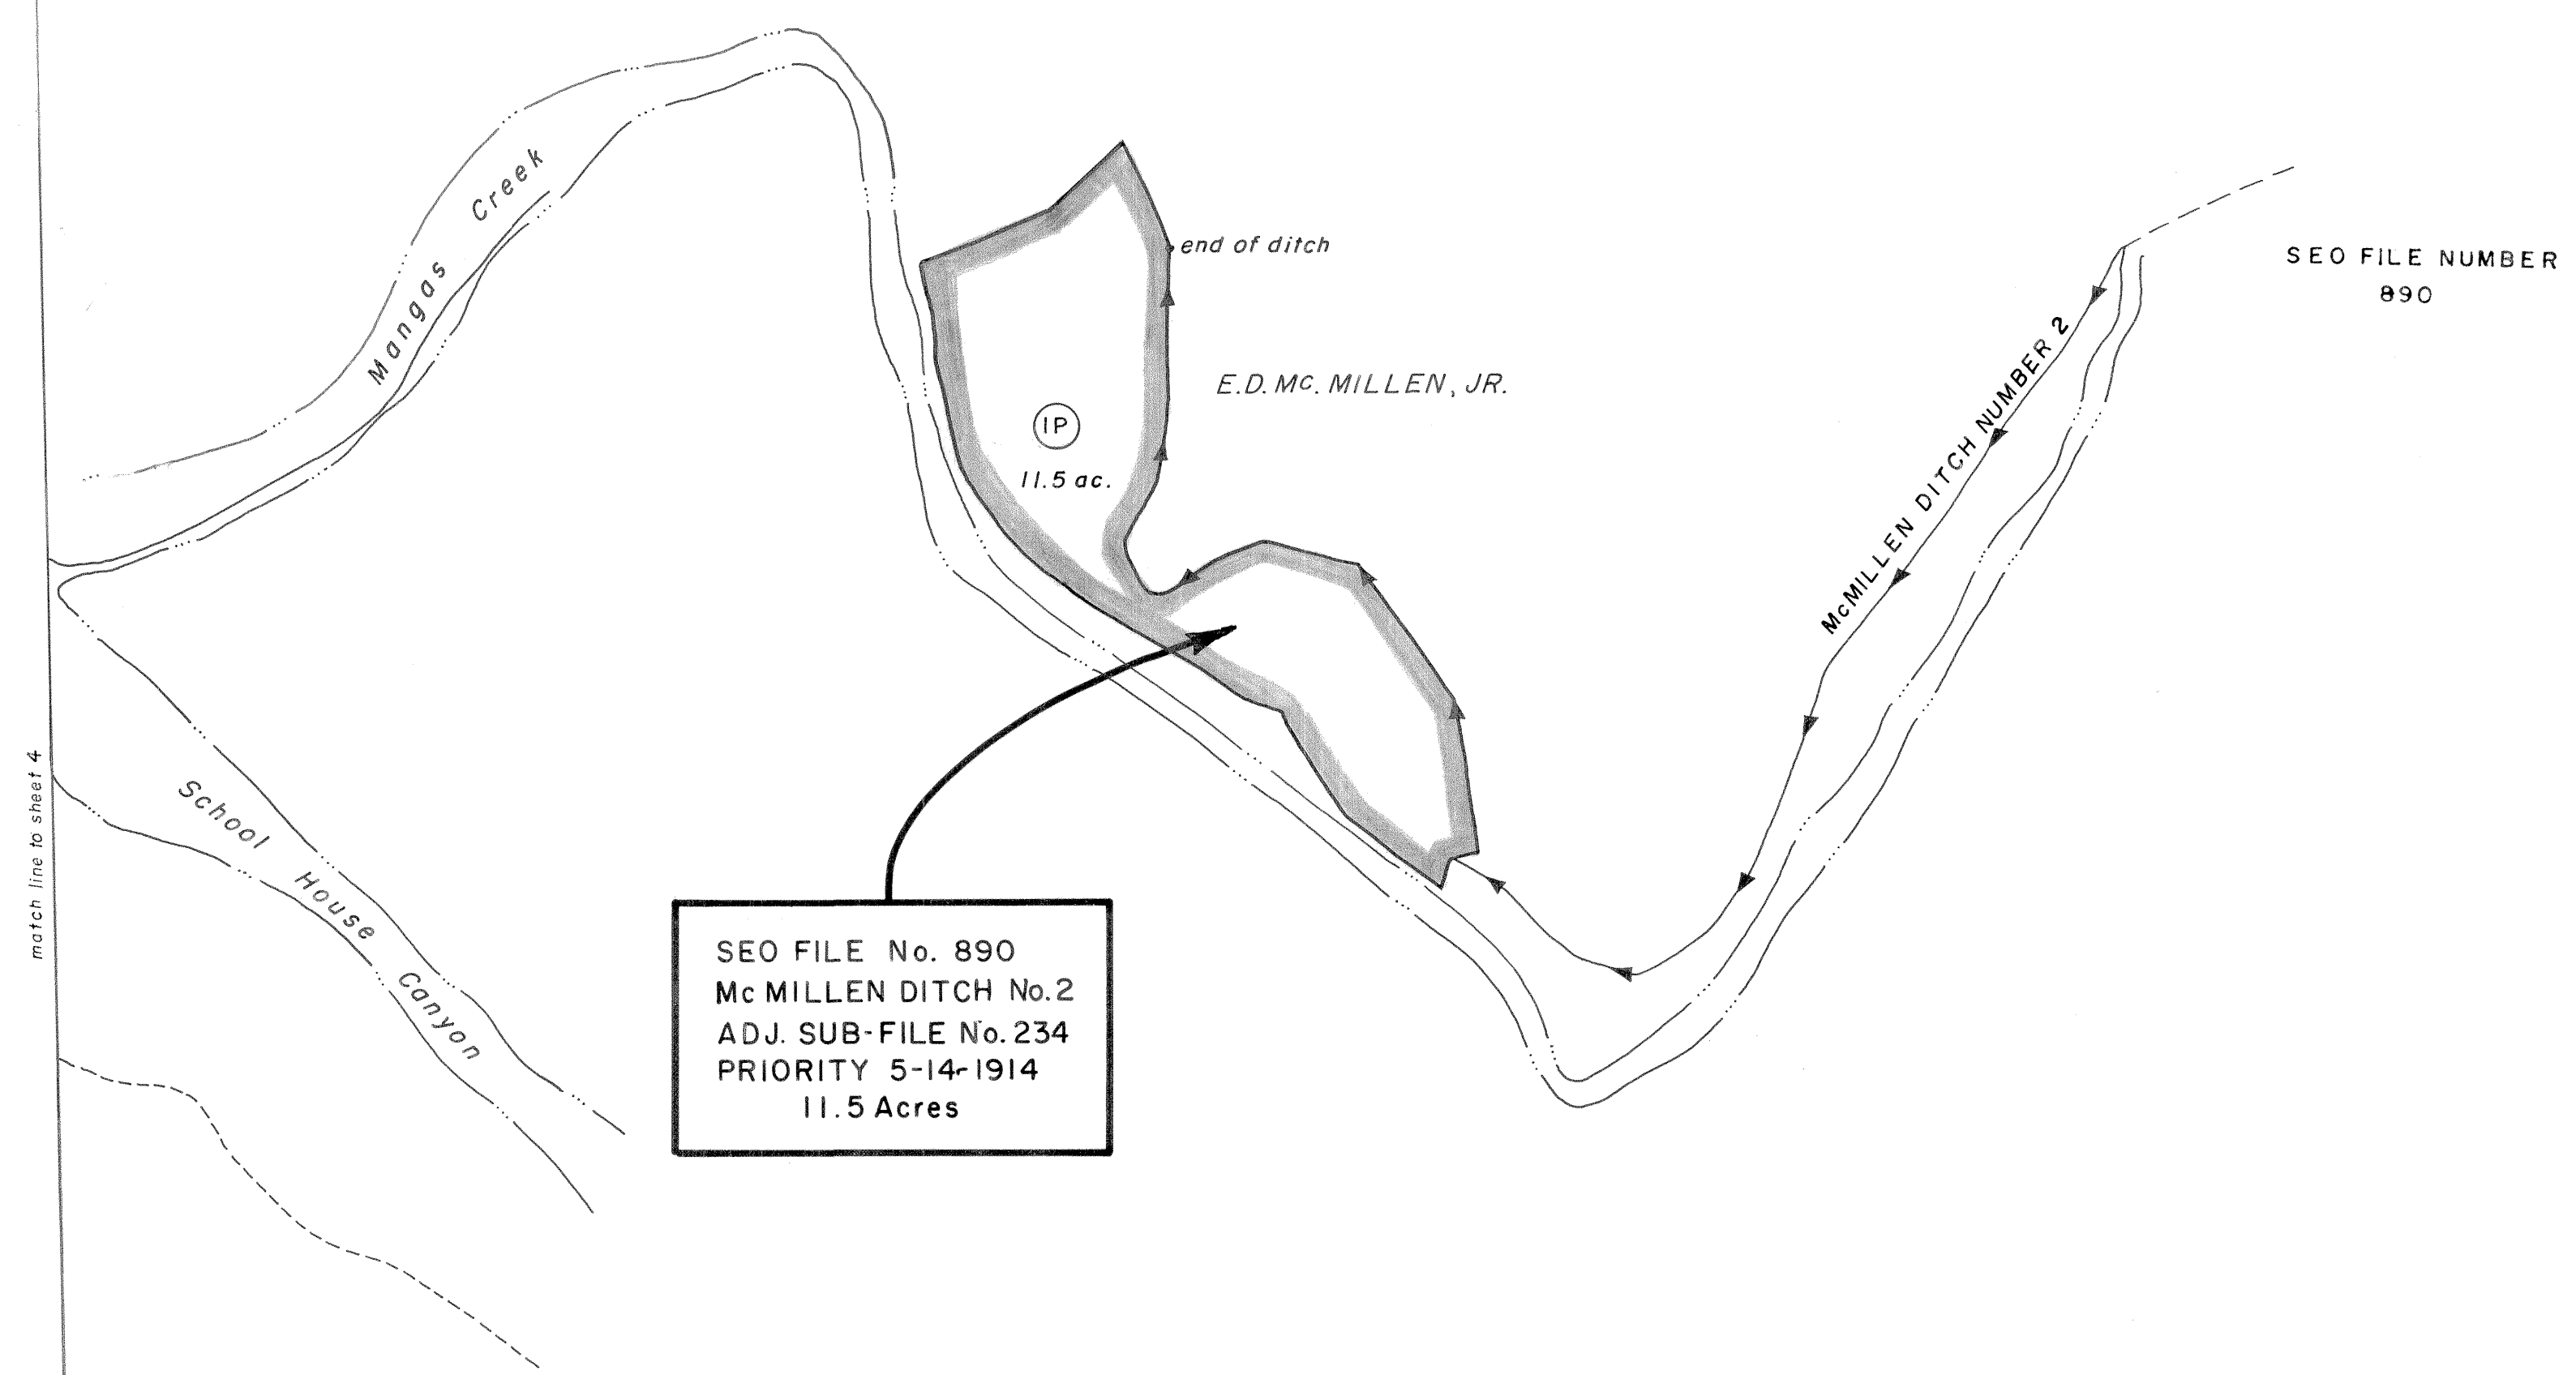 Mangas Creek
end of ditch
SEO FILE NUMBER
890
E.D. Mc. MILLEN, JR.
McMILLEN DITCH NUMBER 2
IP
11.5 ac.
match line to sheet 4
School House Canyon
SEO FILE No. 890
Mc MILLEN DITCH No. 2
ADJ. SUB-FILE No. 234
PRIORITY 5-14-1914
11.5 Acres